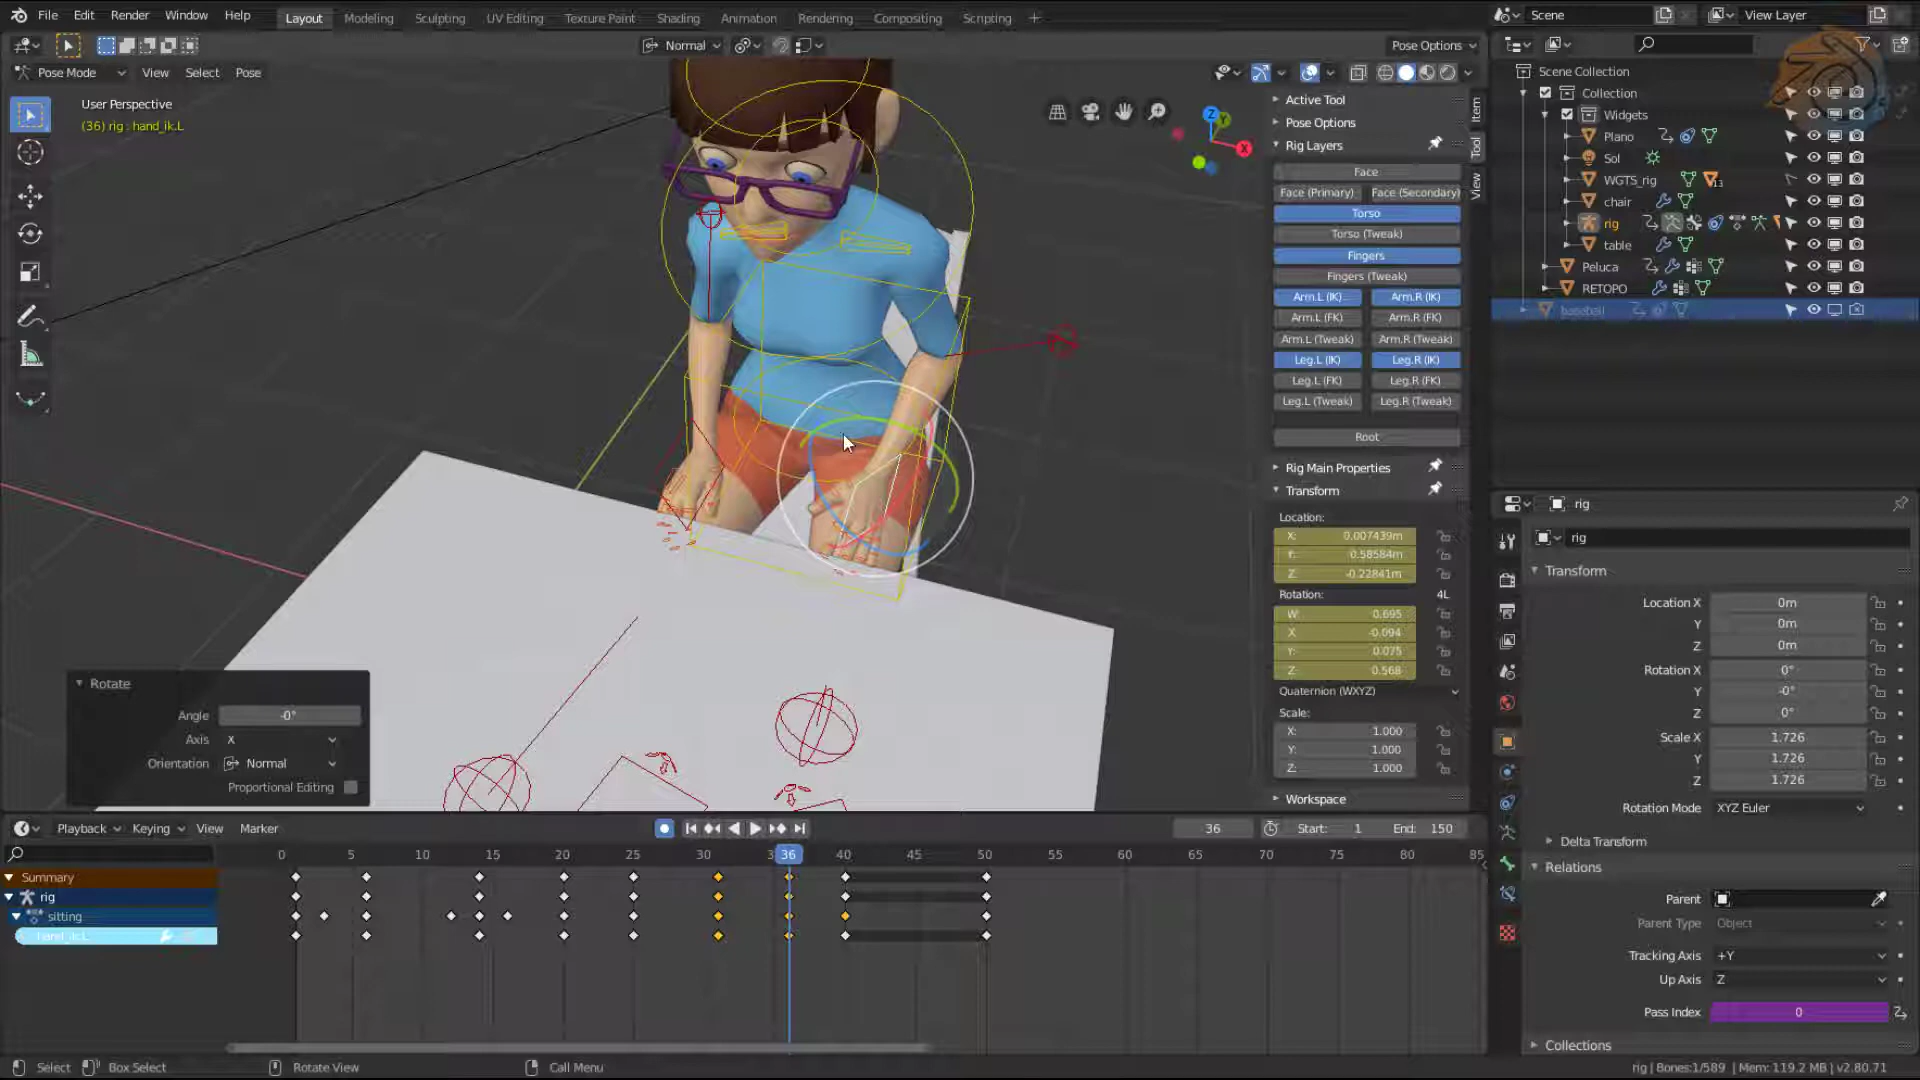 File Edit Render Window Help Layout Modeling Sculpting UV Editing Texture Paint Shading Animation Rendering Compositing Scripting + Scene View Layer
Normal Pose Options
Pose Mode View Select Pose
User Perspective
(36) rig : hand_ik.L
Active Tool
Pose Options
Rig Layers
Face
Face (Primary) Face (Secondary)
Torso
Torso (Tweak)
Fingers
Fingers (Tweak)
Arm.L (IK) Arm.R (IK)
Arm.L (FK) Arm.R (FK)
Arm.L (Tweak) Arm.R (Tweak)
Leg.L (IK) Leg.R (IK)
Leg.L (FK) Leg.R (FK)
Leg.L (Tweak) Leg.R (Tweak)
Root
Rig Main Properties
Transform
Location:
X: 0.007439m
Y: 0.58584m
Z: -0.22841m
Rotation: 4L
W: 0.695
X -0.094
Y: 0.075
Z: 0.568
Quaternion (WXYZ)
Scale:
X: 1.000
Y: 1.000
Z: 1.000
Workspace
Item
Tool
View
Z
Y
X
Scene Collection
Collection
Widgets
Plano
Sol
WGTS_rig 13
chair
rig
table
Peluca
RETOPO
baseball
rig
rig
Transform
Location X 0m
Y 0m
Z 0m
Rotation X 0°
Y -0°
Z 0°
Scale X 1.726
Y 1.726
Z 1.726
Rotation Mode XYZ Euler
Delta Transform
Relations
Parent
Parent Type Object
Tracking Axis +Y
Up Axis Z
Pass Index 0
Collections
Rotate
Angle -0°
Axis X
Orientation Normal
Proportional Editing
Playback Keying View Marker 36 Start: 1 End: 150
0 5 10 15 20 25 30 36 40 45 50 55 60 65 70 75 80 85
Summary
rig
sitting
hand_ik.L
Select Box Select Rotate View Call Menu rig | Bones:1/589 | Mem: 119.2 MB | v2.80.71